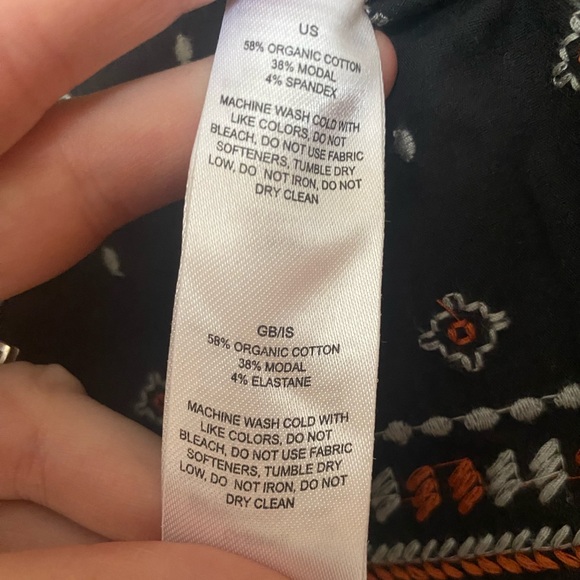 US
58% ORGANIC COTTON
38% MODAL
4% SPANDEX
MACHINE WASH COLD WITH
LIKE COLORS, DO NOT
BLEACH, DO NOT USE FABRIC
SOFTENERS, TUMBLE DRY
LOW, DO NOT IRON, DO NOT
DRY CLEAN
GB/IS
58% ORGANIC COTTON
38% MODAL
4% ELASTANE
MACHINE WASH COLD WITH
LIKE COLORS, DO NOT
BLEACH, DO NOT USE FABRIC
SOFTENERS, TUMBLE DRY
LOW, DO NOT IRON, DO NOT
DRY CLEAN